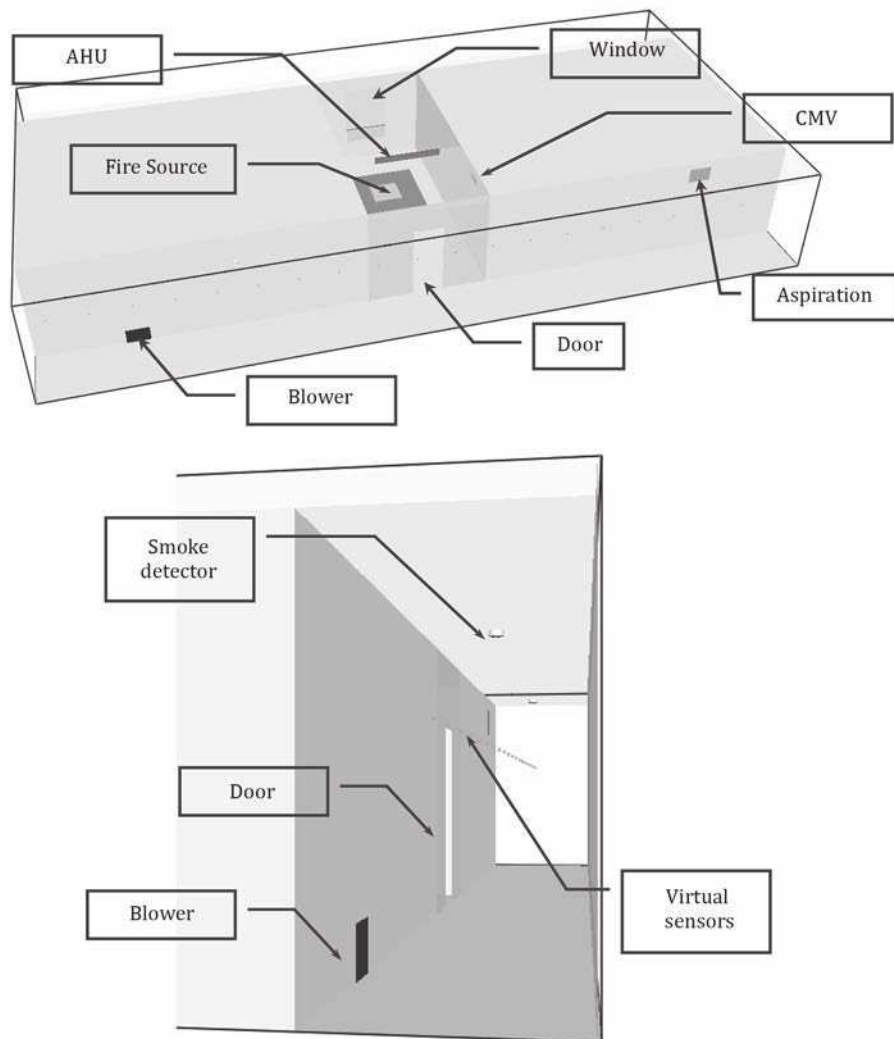 AHU
Window
CMV
Fire Source
Aspiration
Door
Blower
Smoke
detector
Door
Blower
Virtual
sensors